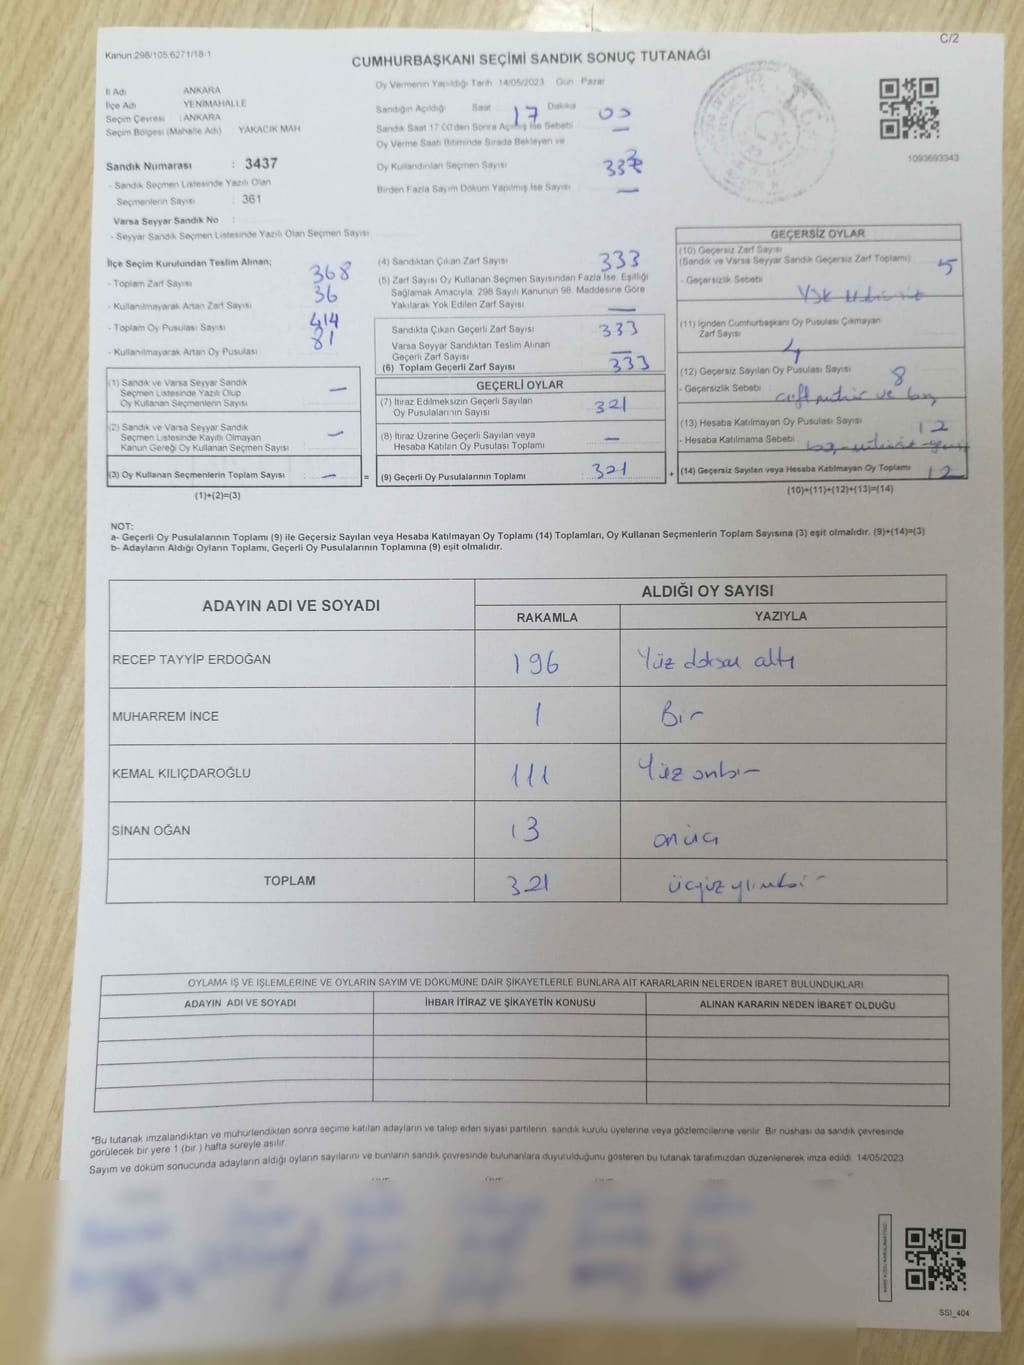 C/2
Kanun:298/105.6271/18-1
CUMHURBAŞKANI SEÇİMİ SANDIK SONUÇ TUTANAĞI
Oy Vermenin Yapıldığı Tarih 14/05/2023 Gün Pazar
İl Adı ANKARA
İlçe Adı YENİMAHALLE
Seçim Çevresi : ANKARA
Seçim Bölgesi (Mahalle Adı) YAKACIK MAH
Sandık Numarası : 3437
- Sandık Seçmen Listesinde Yazılı Olan
Seçmenlerin Sayısı : 361
Varsa Seyyar Sandık No :
- Seyyar Sandık Seçmen Listesinde Yazılı Olan Seçmen Sayısı
Sandığın Açıldığı Saat 17 Dakika 00
Sandık Saat 17:00'den Sonra Açılmış İse Sebebi —
Oy Verme Saati Bitiminde Sırada Bekleyen ve
Oy Kullandırılan Seçmen Sayısı
Birden Fazla Sayım Döküm Yapılmış İse Sayısı —
1093693343
İlçe Seçim Kurulundan Teslim Alınan;
- Toplam Zarf Sayısı 368
- Kullanılmayarak Artan Zarf Sayısı 36
- Toplam Oy Pusulası Sayısı 414
- Kullanılmayarak Artan Oy Pusulası 81
(1) Sandık ve Varsa Seyyar Sandık
Seçmen Listesinde Yazılı Olup
Oy Kullanan Seçmenlerin Sayısı —
(2) Sandık ve Varsa Seyyar Sandık
Seçmen Listesinde Kayıtlı Olmayan
Kanun Gereği Oy Kullanan Seçmen Sayısı —
(3) Oy Kullanan Seçmenlerin Toplam Sayısı : — =
(1)+(2)=(3)
(4) Sandıktan Çıkan Zarf Sayısı 333
(5) Zarf Sayısı Oy Kullanan Seçmen Sayısından Fazla İse, Eşitliği
Sağlamak Amacıyla, 298 Sayılı Kanunun 98. Maddesine Göre
Yakılarak Yok Edilen Zarf Sayısı —
Sandıkta Çıkan Geçerli Zarf Sayısı 333
Varsa Seyyar Sandıktan Teslim Alınan
Geçerli Zarf Sayısı —
(6) Toplam Geçerli Zarf Sayısı 333
GEÇERLİ OYLAR
(7) İtiraz Edilmeksizin Geçerli Sayılan
Oy Pusulalarının Sayısı 321
(8) İtiraz Üzerine Geçerli Sayılan veya
Hesaba Katılan Oy Pusulası Toplamı —
(9) Geçerli Oy Pusulalarının Toplamı 321 +
GEÇERSİZ OYLAR
(10) Geçersiz Zarf Sayısı
(Sandık ve Varsa Seyyar Sandık Geçersiz Zarf Toplamı) 5
- Geçersizlik Sebebi
(11) İçinden Cumhurbaşkanı Oy Pusulası Çıkmayan
Zarf Sayısı 4
(12) Geçersiz Sayılan Oy Pusulası Sayısı 8
- Geçersizlik Sebebi :
(13) Hesaba Katılmayan Oy Pusulası Sayısı 12
- Hesaba Katılmama Sebebi
(14) Geçersiz Sayılan veya Hesaba Katılmayan Oy Toplamı 12
(10)+(11)+(12)+(13)=(14)
NOT:
a- Geçerli Oy Pusulalarının Toplamı (9) ile Geçersiz Sayılan veya Hesaba Katılmayan Oy Toplamı (14) Toplamları, Oy Kullanan Seçmenlerin Toplam Sayısına (3) eşit olmalıdır. (9)+(14)=(3)
b- Adayların Aldığı Oyların Toplamı, Geçerli Oy Pusulalarının Toplamına (9) eşit olmalıdır.
ADAYIN ADI VE SOYADI
ALDIĞI OY SAYISI
RAKAMLA YAZIYLA
RECEP TAYYİP ERDOĞAN 196 Yüz doksan altı
MUHARREM İNCE 1 Bir
KEMAL KILIÇDAROĞLU 111 Yüz onbir
SİNAN OĞAN 13 onüç
TOPLAM 321 üçyüzyirmibir
OYLAMA İŞ VE İŞLEMLERİNE VE OYLARIN SAYIM VE DÖKÜMÜNE DAİR ŞİKAYETLERLE BUNLARA AİT KARARLARIN NELERDEN İBARET BULUNDUKLARI
ADAYIN ADI VE SOYADI İHBAR İTİRAZ VE ŞİKAYETİN KONUSU ALINAN KARARIN NEDEN İBARET OLDUĞU
*Bu tutanak imzalandıktan ve mühürlendikten sonra seçime katılan adayların ve talep eden siyasi partilerin sandık kurulu üyelerine veya gözlemcilerine verilir. Bir nüshası da sandık çevresinde
görülecek bir yere 1 (bir) hafta süreyle asılır.
Sayım ve döküm sonucunda adayların aldığı oyların sayılarını ve bunların sandık çevresinde bulunanlara duyurulduğunu gösteren bu tutanak tarafımızdan düzenlenerek imza edildi. 14/05/2023
SSI_404